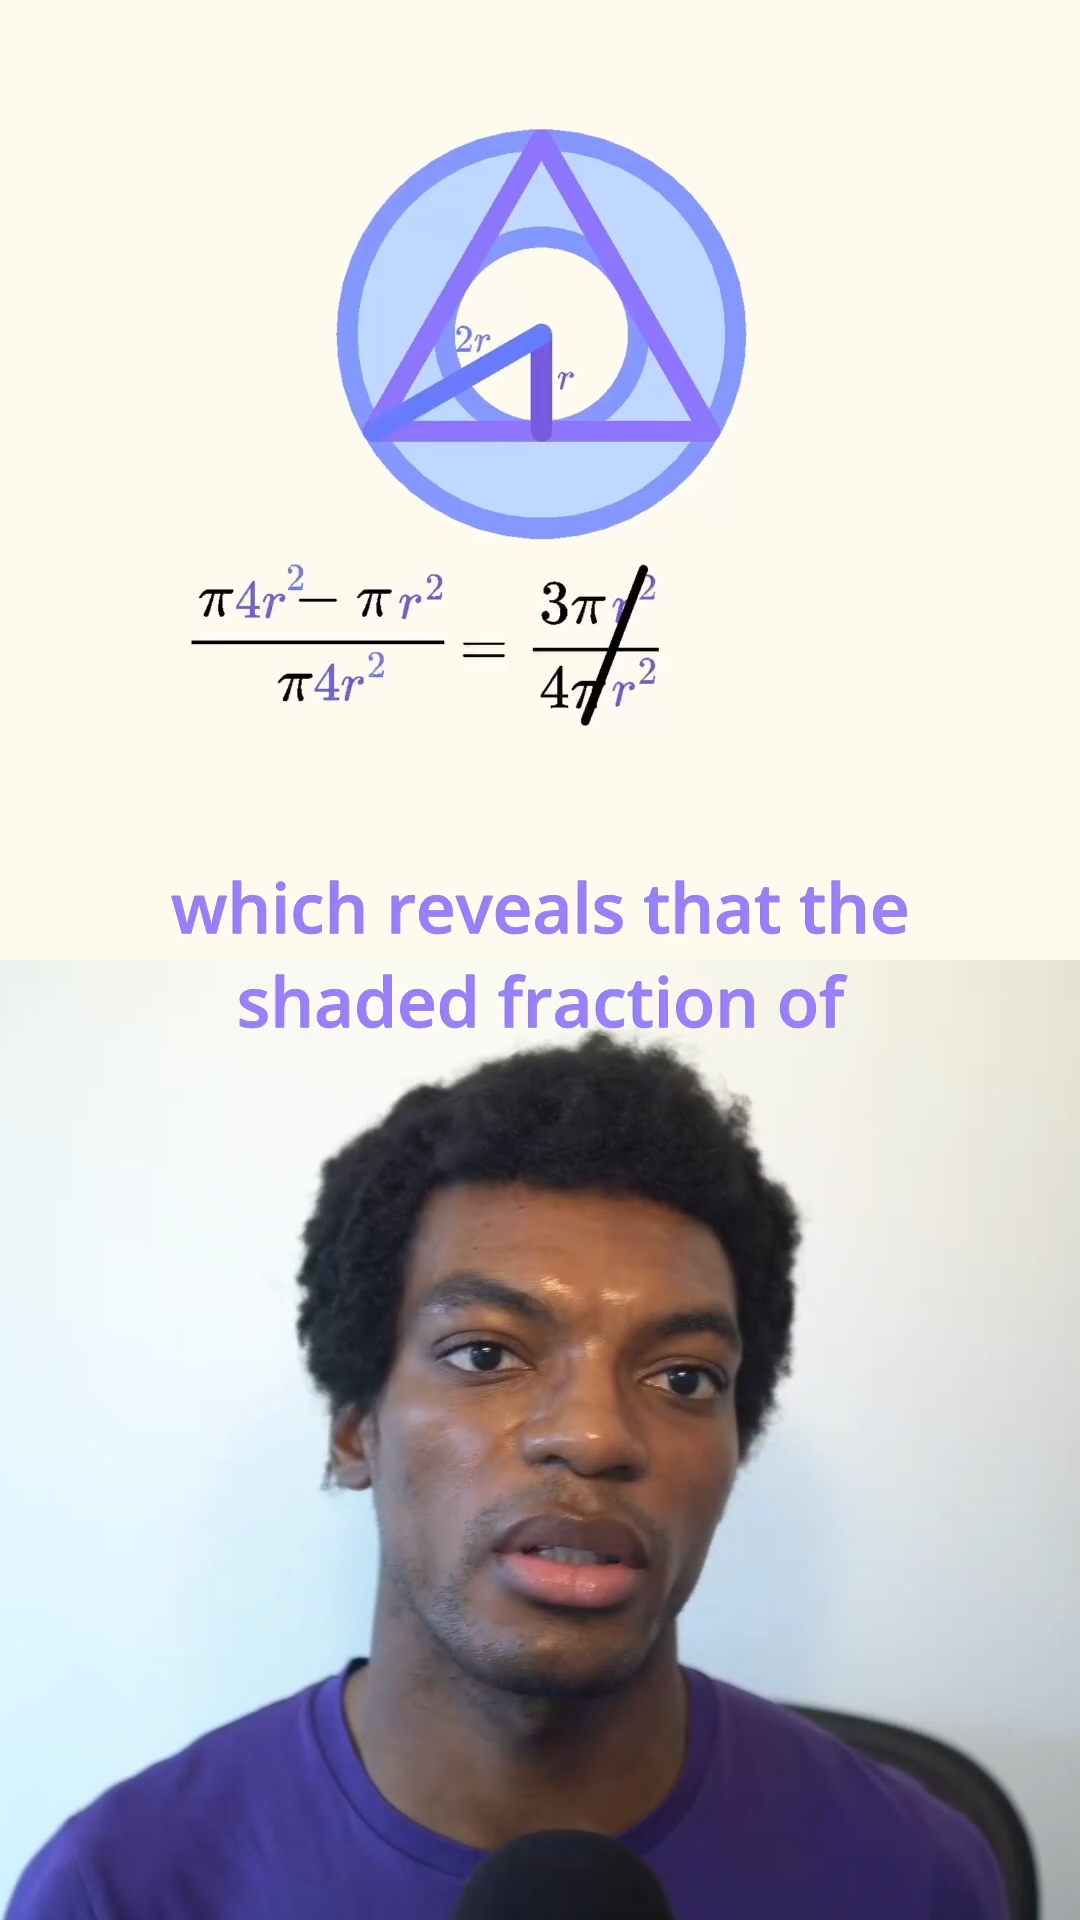 2r
r
π4r² − πr² / π4r² = 3πr² / 4πr²
which reveals that the
shaded fraction of